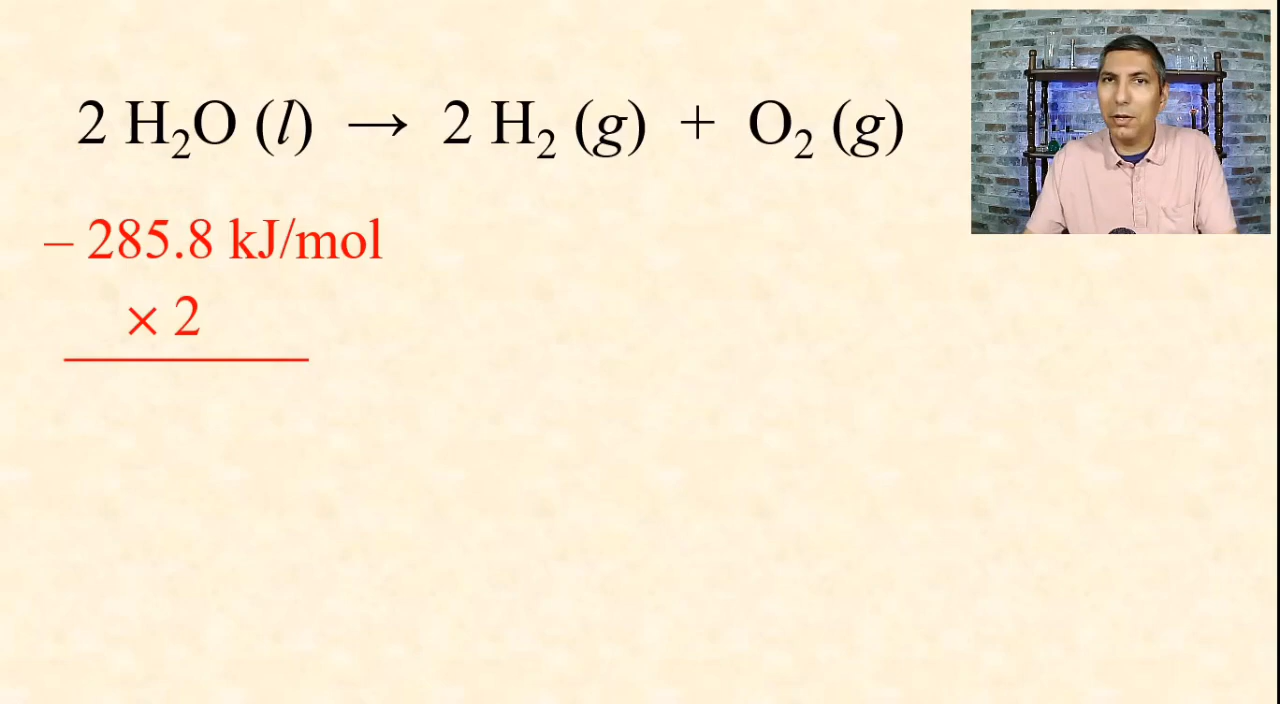 2 H₂O (l) → 2 H₂ (g) + O₂ (g)
– 285.8 kJ/mol
× 2